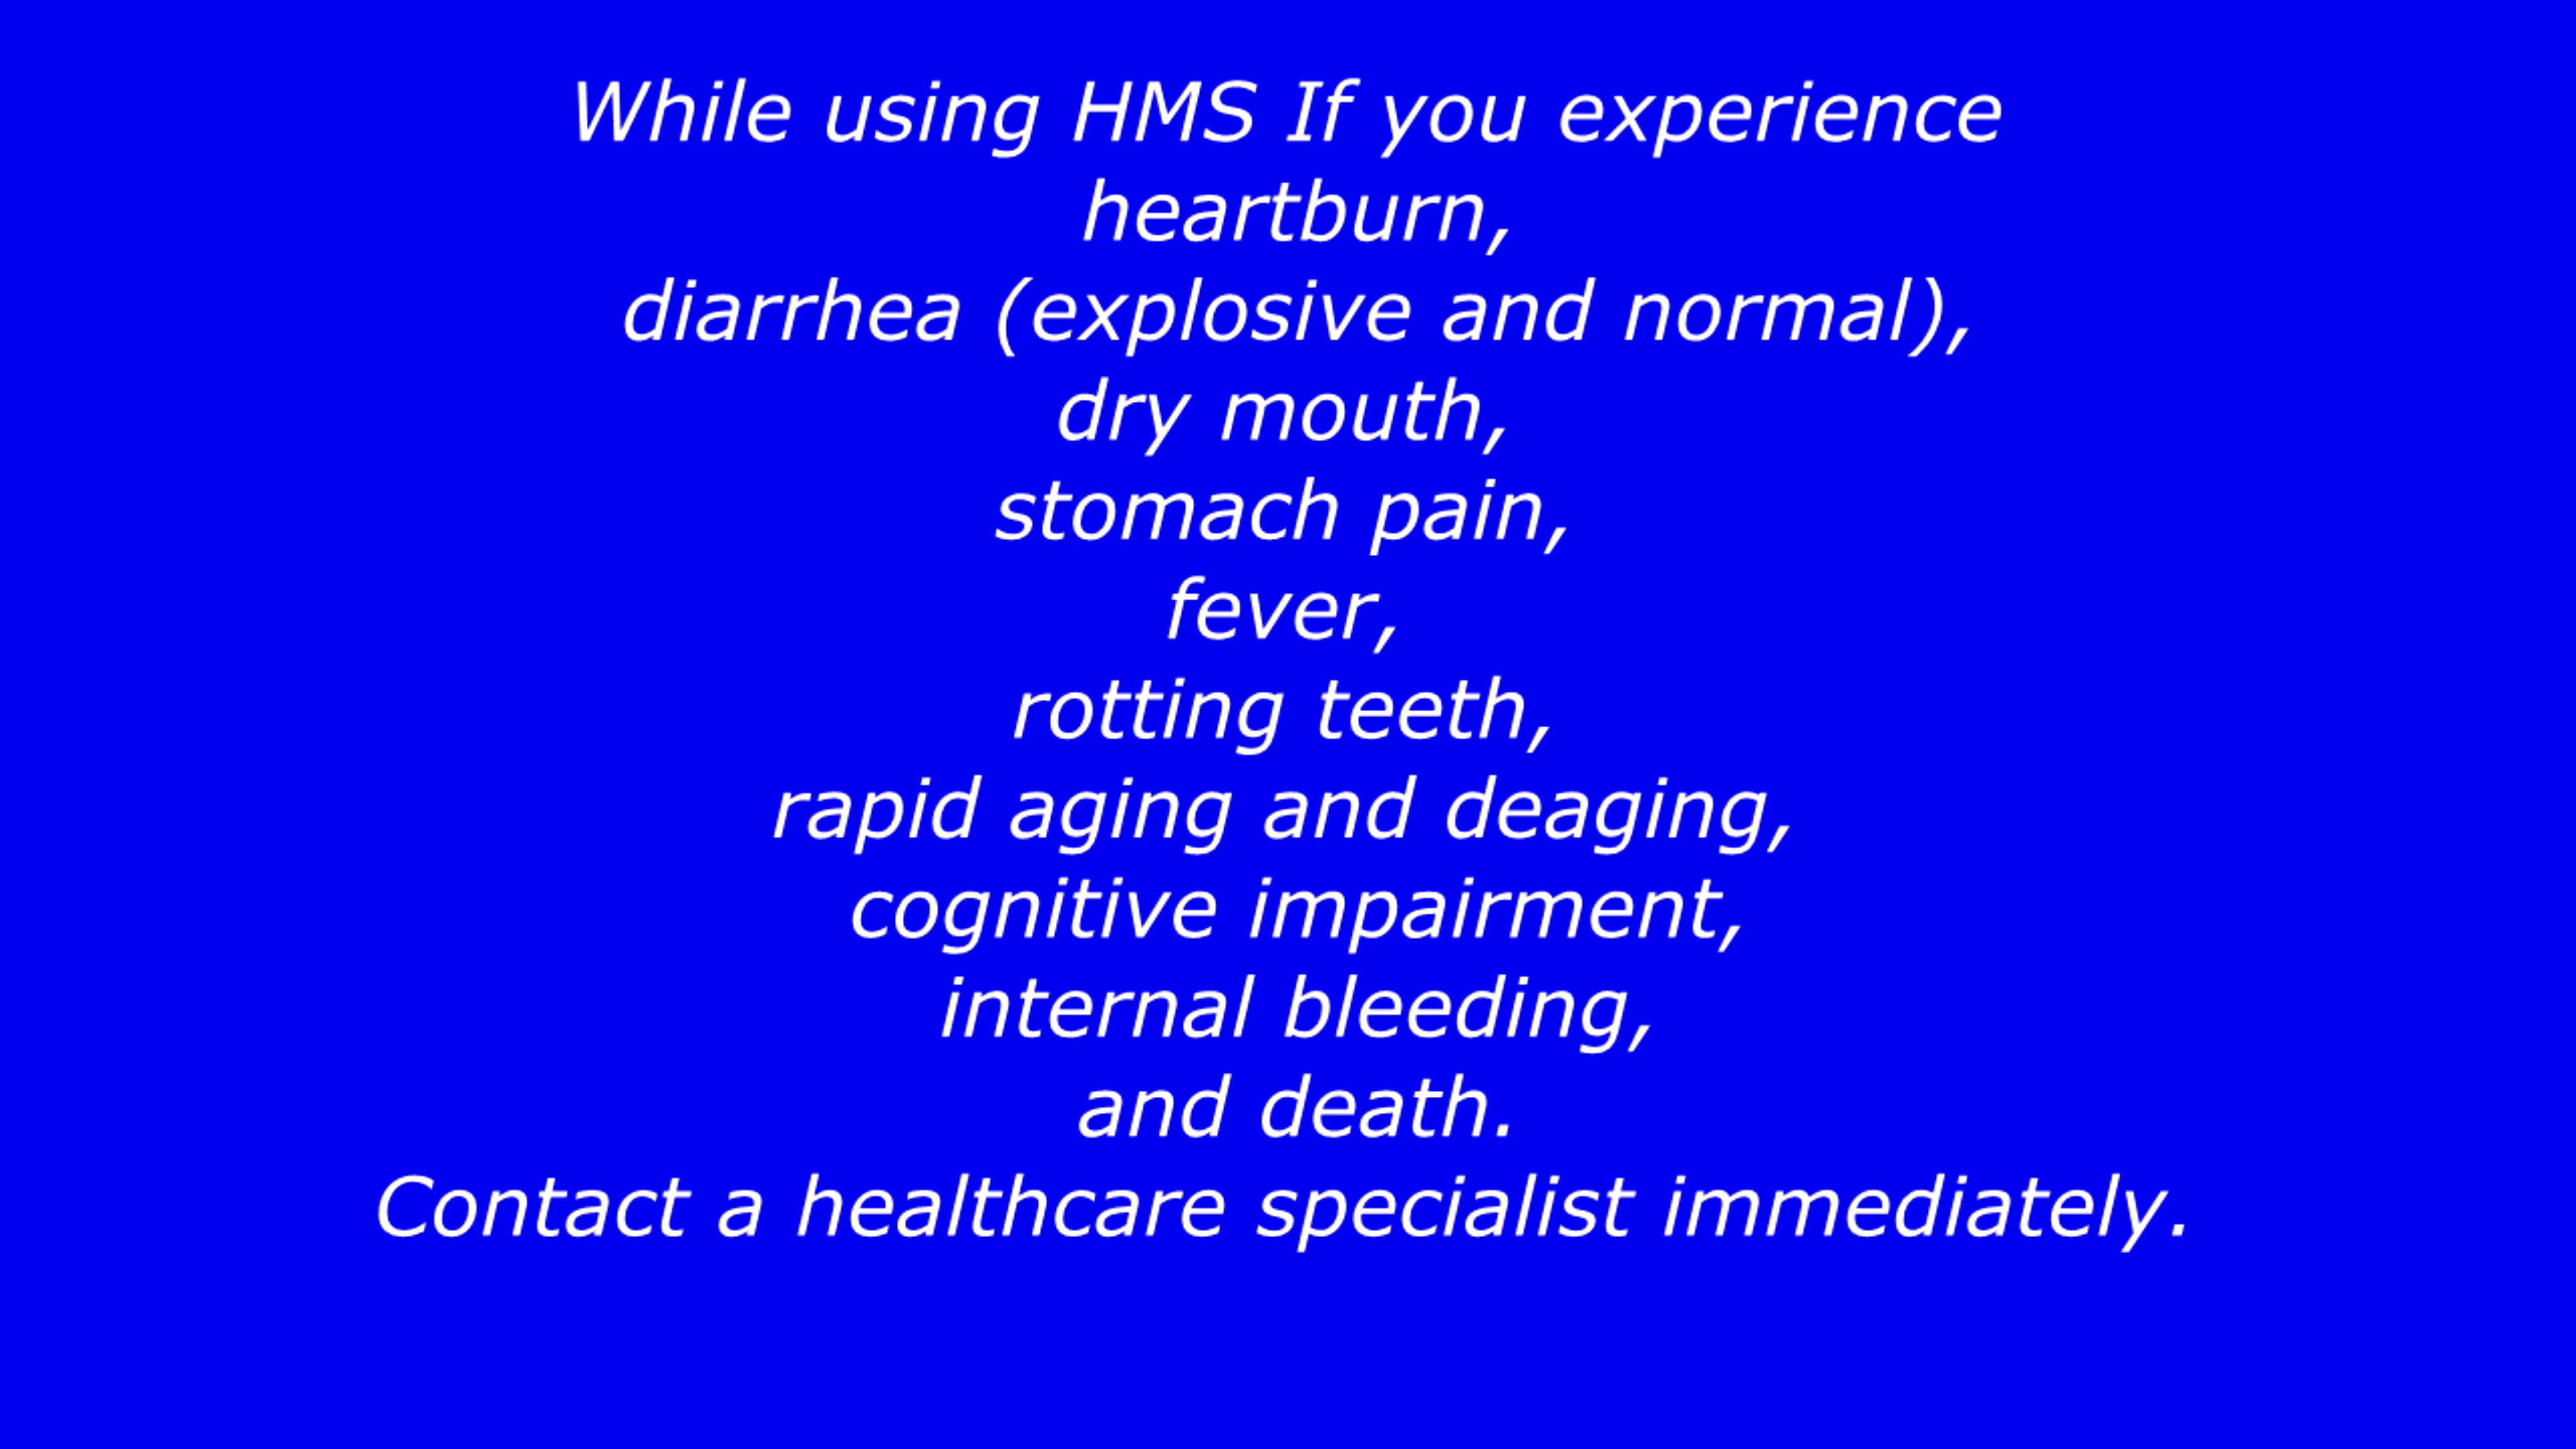 While using HMS If you experience
heartburn,
diarrhea (explosive and normal),
dry mouth,
stomach pain,
fever,
rotting teeth,
rapid aging and deaging,
cognitive impairment,
internal bleeding,
and death.
Contact a healthcare specialist immediately.